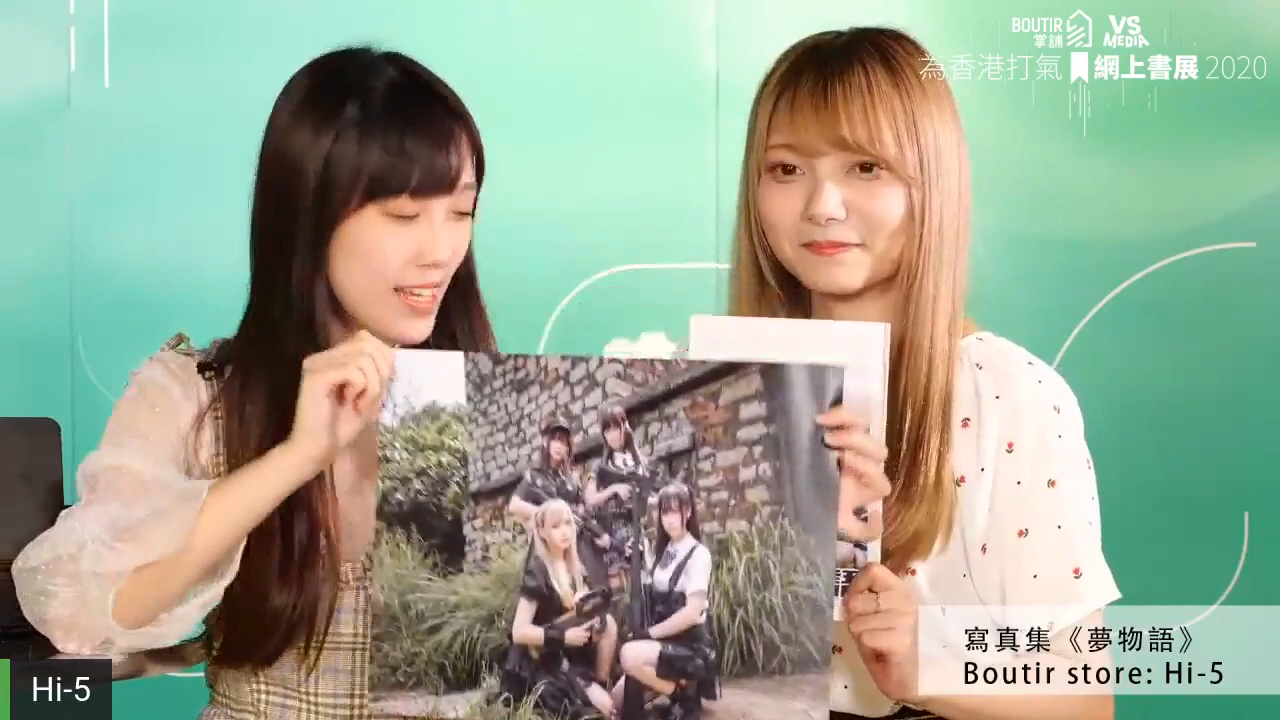 BOUTIR
掌舖
VS
MEDIA
為香港打氣 網上書展 2020
寫真集《夢物語》
Boutir store: Hi-5
Hi-5